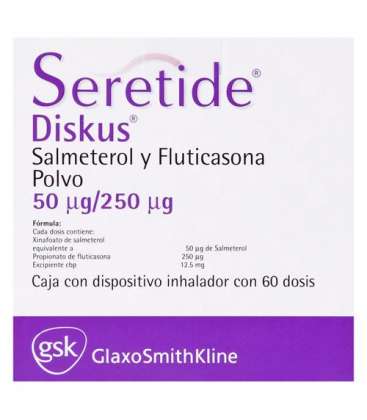 Seretide®
Diskus®
Salmeterol y Fluticasona
Polvo
50 µg/250 µg
Fórmula:
Cada dosis contiene:
Xinafoato de salmeterol
equivalente a 50 µg de Salmeterol
Propionato de fluticasona 250 µg
Excipiente cbp 12.5 mg
Caja con dispositivo inhalador con 60 dosis
gsk GlaxoSmithKline